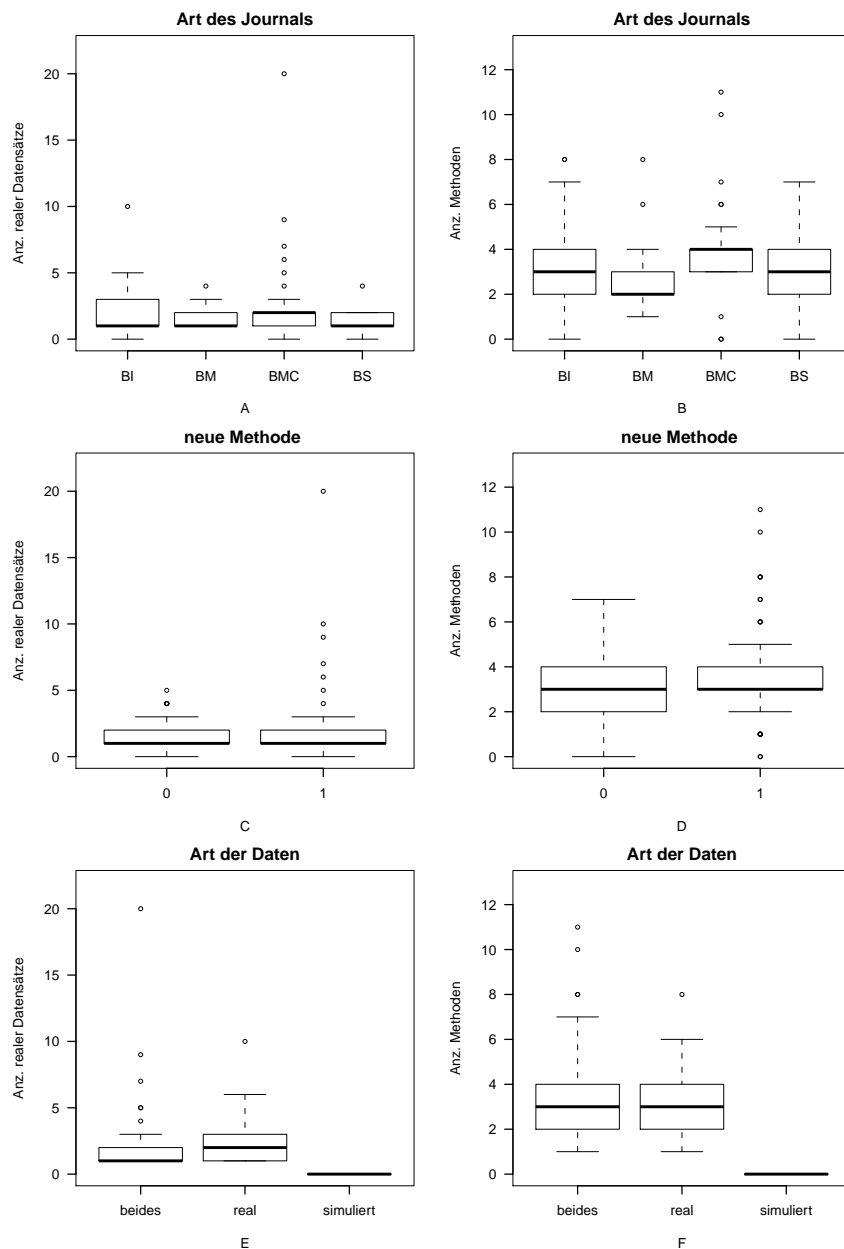 Art des Journals
Anz. realer Datensätze
20
15
10
5
0
BI BM BMC BS
A
Art des Journals
Anz. Methoden
12
10
8
6
4
2
0
BI BM BMC BS
B
neue Methode
Anz. realer Datensätze
20
15
10
5
0
0 1
C
neue Methode
Anz. Methoden
12
10
8
6
4
2
0
0 1
D
Art der Daten
Anz. realer Datensätze
20
15
10
5
0
beides real simuliert
E
Art der Daten
Anz. Methoden
12
10
8
6
4
2
0
beides real simuliert
F